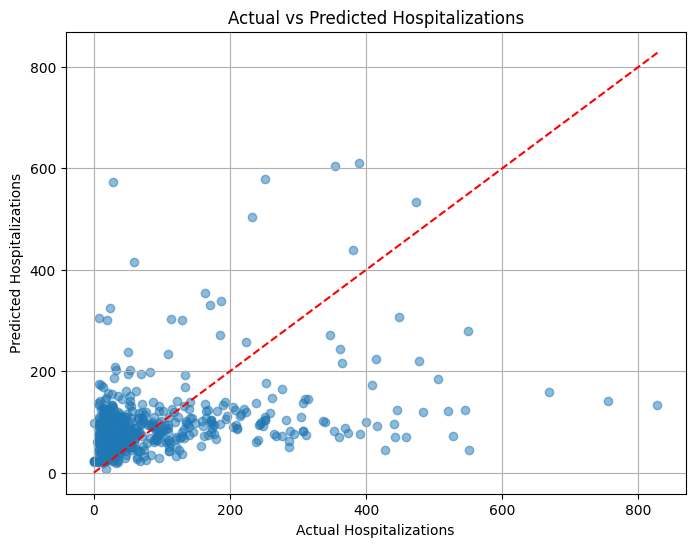 Actual vs Predicted Hospitalizations
Predicted Hospitalizations
800
600
400
200
0
0 200 400 600 800
Actual Hospitalizations